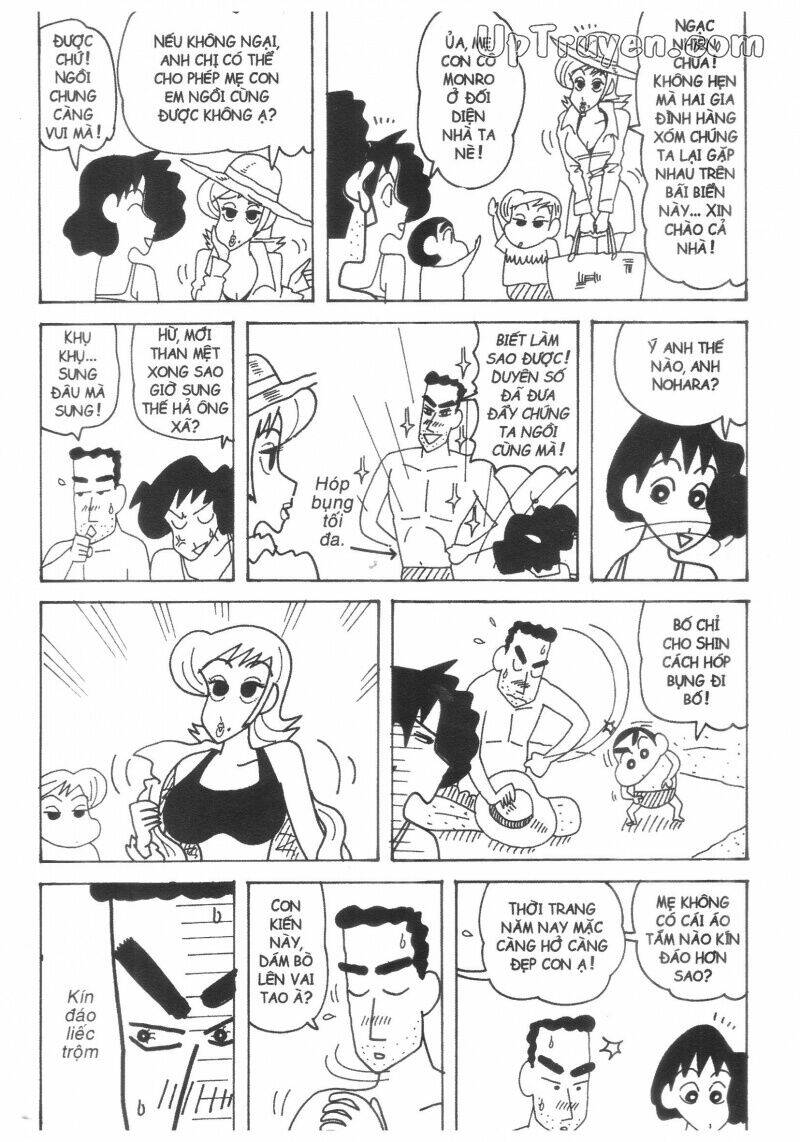 UpTruyen.com
ĐƯỢC
CHỨ!
NGỒI
CHUNG
CÀNG
VUI MÀ!
NẾU KHÔNG NGẠI,
ANH CHỊ CÓ THỂ
CHO PHÉP MẸ CON
EM NGỒI CÙNG
ĐƯỢC KHÔNG Ạ?
ỦA, MẸ
CON CÔ
MONRO
Ở ĐỐI
DIỆN
NHÀ TA
NÈ!
NGẠC
NHIÊN
CHƯA!
KHÔNG HẸN
MÀ HAI GIA
ĐÌNH HÀNG
XÓM CHÚNG
TA LẠI GẶP
NHAU TRÊN
BÃI BIỂN
NÀY... XIN
CHÀO CẢ
NHÀ!
KHỤ
KHỤ...
SUNG
ĐÂU MÀ
SUNG!
HỪ, MỚI
THAN MỆT
XONG SAO
GIỜ SUNG
THẾ HẢ ÔNG
XÃ?
BIẾT LÀM
SAO ĐƯỢC!
DUYÊN SỐ
ĐÃ ĐƯA
ĐẨY CHÚNG
TA NGỒI
CÙNG MÀ!
Hóp
bụng
tối
đa.
Ý ANH THẾ
NÀO, ANH
NOHARA?
BỐ CHỈ
CHO SHIN
CÁCH HÓP
BỤNG ĐI
BỐ!
Kín
đáo
liếc
trộm
CON
KIẾN
NÀY,
DÁM BÒ
LÊN VAI
TAO À?
THỜI TRANG
NĂM NAY MẶC
CÀNG HỞ CÀNG
ĐẸP CON Ạ!
MẸ KHÔNG
CÓ CÁI ÁO
TẮM NÀO KÍN
ĐÁO HƠN
SAO?